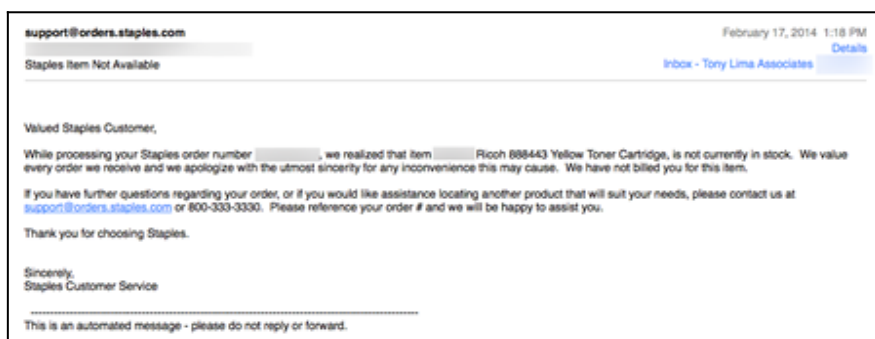 support@orders.staples.com February 17, 2014 1:18 PM
Details
Staples Item Not Available Inbox - Tony Lima Associates
Valued Staples Customer,
While processing your Staples order number , we realized that item Ricoh 888443 Yellow Toner Cartridge, is not currently in stock. We value
every order we receive and we apologize with the utmost sincerity for any inconvenience this may cause. We have not billed you for this item.
If you have further questions regarding your order, or if you would like assistance locating another product that will suit your needs, please contact us at
support@orders.staples.com or 800-333-3330. Please reference your order # and we will be happy to assist you.
Thank you for choosing Staples.
Sincerely,
Staples Customer Service
--------------------------------------------------------------------------------
This is an automated message - please do not reply or forward.